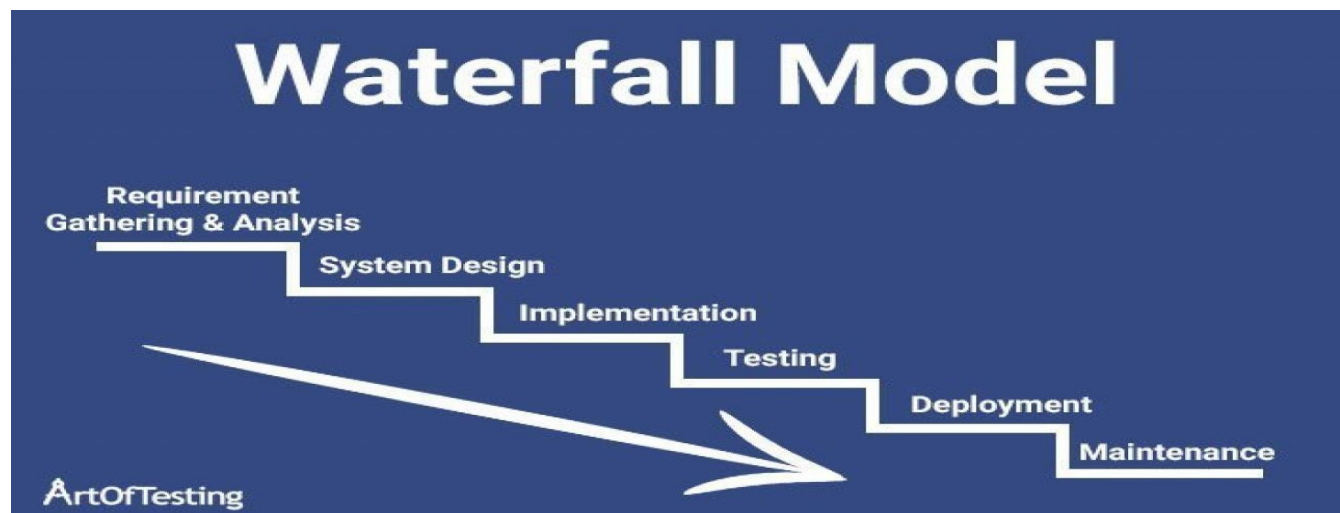 Waterfall Model
Requirement
Gathering & Analysis
System Design
Implementation
Testing
Deployment
Maintenance
ArtOfTesting